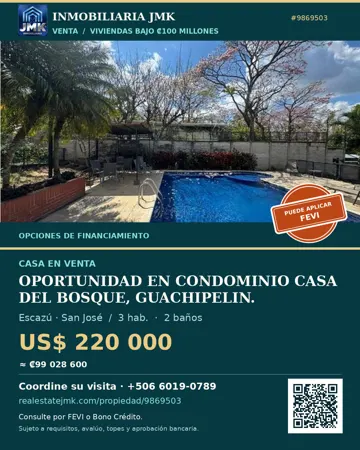 INMOBILIARIA JMK
#9869503
JMK
VENTA / VIVIENDAS BAJO ₡100 MILLONES
PUEDE APLICAR
FEVI
OPCIONES DE FINANCIAMIENTO
CASA EN VENTA
OPORTUNIDAD EN CONDOMINIO CASA
DEL BOSQUE, GUACHIPELIN.
Escazú · San José / 3 hab. · 2 baños
US$ 220 000
≈ ₡99 028 600
Coordine su visita · +506 6019-0789
realestatejmk.com/propiedad/9869503
Consulte por FEVI o Bono Crédito.
Sujeto a requisitos, avalúo, topes y aprobación bancaria.